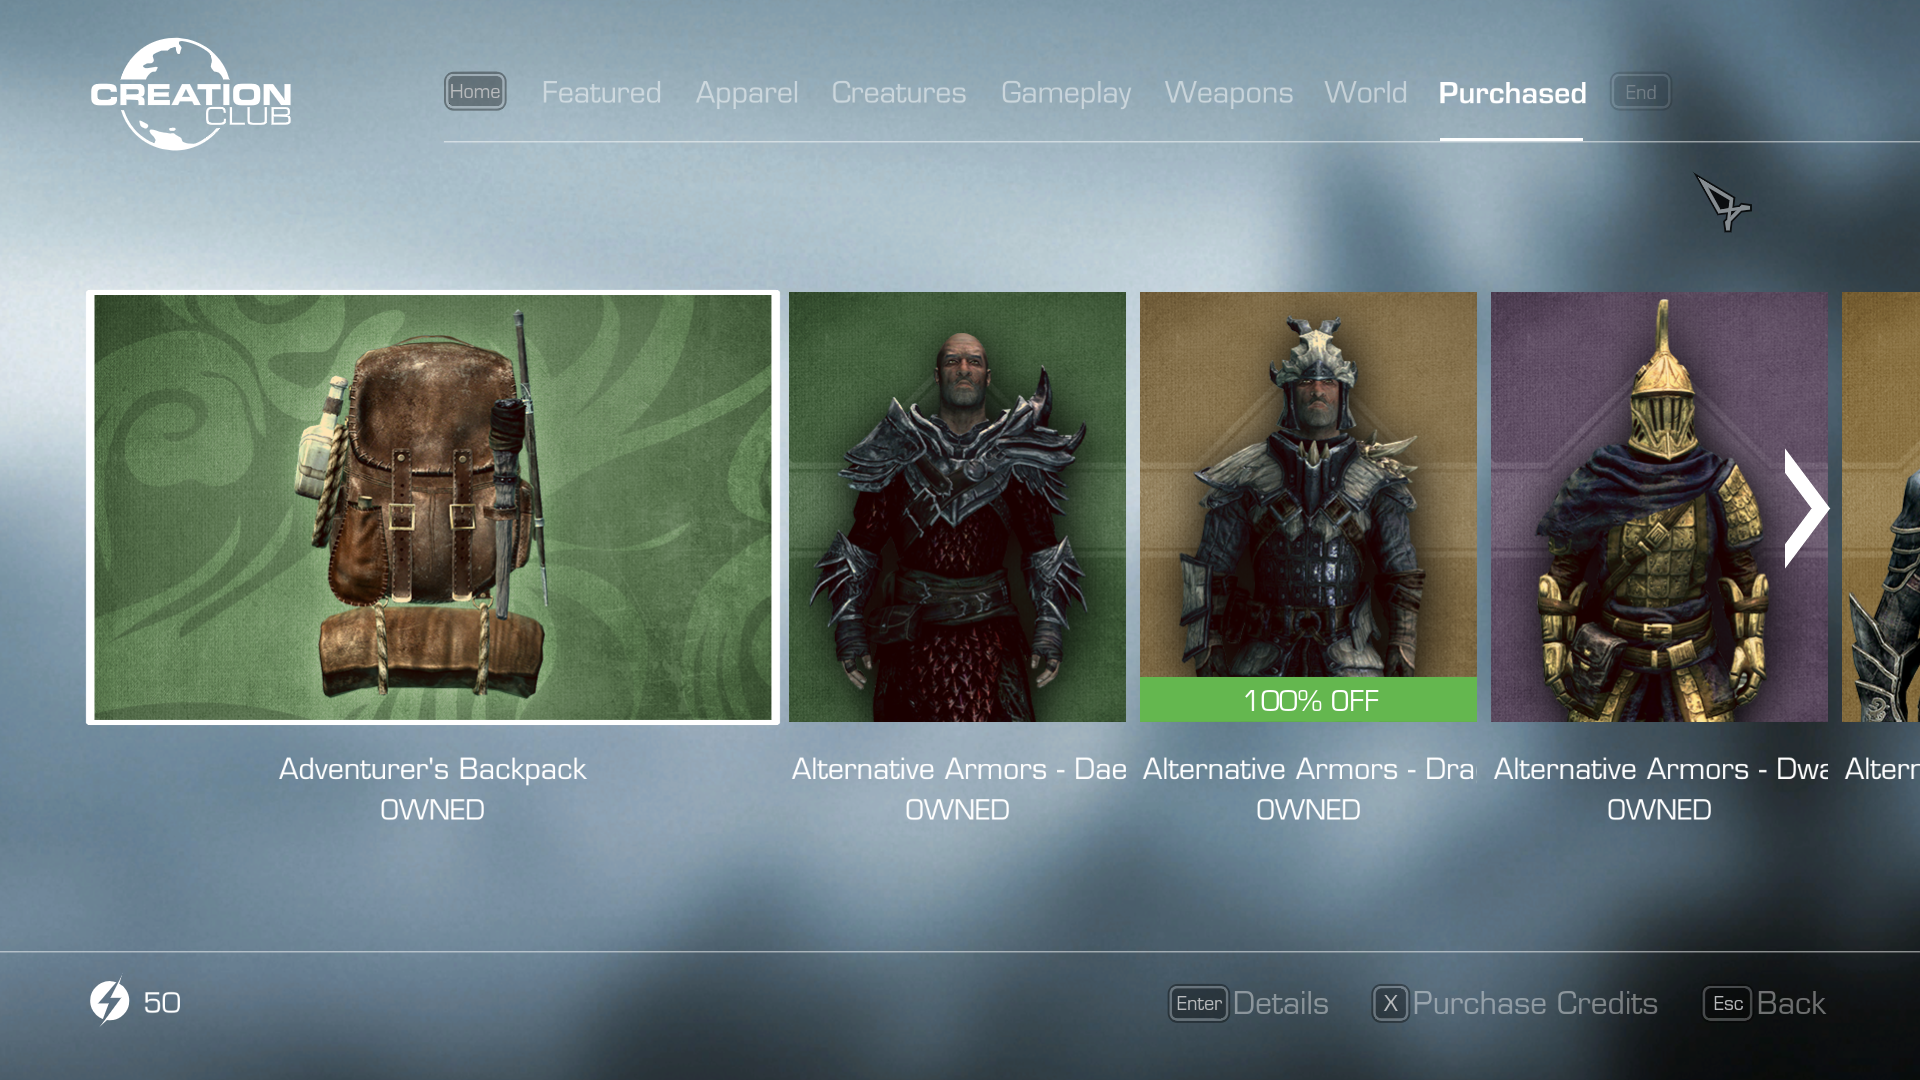 CREATION
CLUB
Home Featured Apparel Creatures Gameplay Weapons World Purchased End
100% OFF
Adventurer's Backpack
OWNED
Alternative Armors - Dae
OWNED
Alternative Armors - Dra
OWNED
Alternative Armors - Dwa
OWNED
Altern
50
Enter Details X Purchase Credits Esc Back